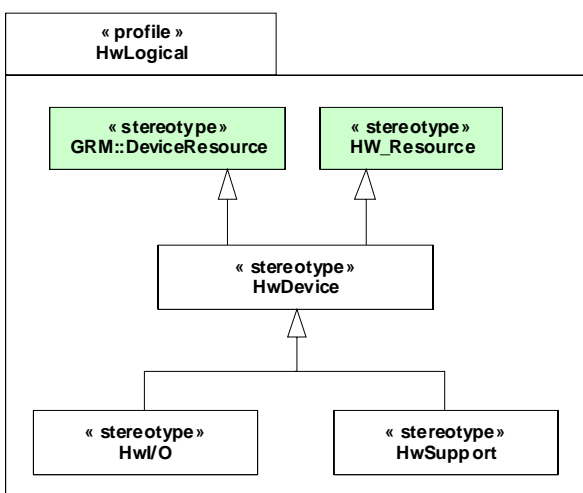 « profile »
HwLogical
« stereotype»
GRM::DeviceResource
« stereotype»
HW_Resource
« stereotype»
HwDevice
« stereotype»
HwI/O
« stereotype»
HwSupport